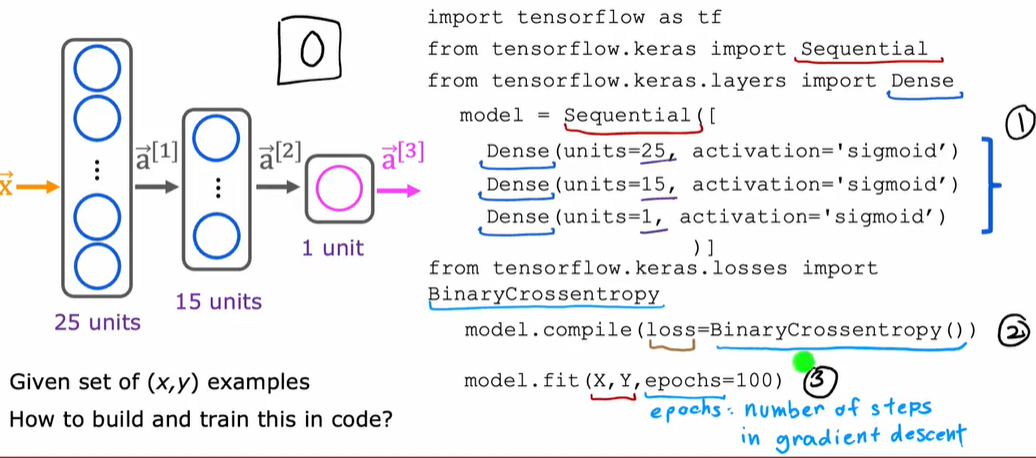 0
import tensorflow as tf
from tensorflow.keras import Sequential
from tensorflow.keras.layers import Dense
model = Sequential([
Dense(units=25, activation='sigmoid')
Dense(units=15, activation='sigmoid')
Dense(units=1, activation='sigmoid')
)]
①
x⃗
a⃗[1]
a⃗[2]
a⃗[3]
1 unit
15 units
25 units
from tensorflow.keras.losses import
BinaryCrossentropy
model.compile(loss=BinaryCrossentropy()) ②
model.fit(X,Y,epochs=100) ③
epochs: number of steps
in gradient descent
Given set of (x,y) examples
How to build and train this in code?